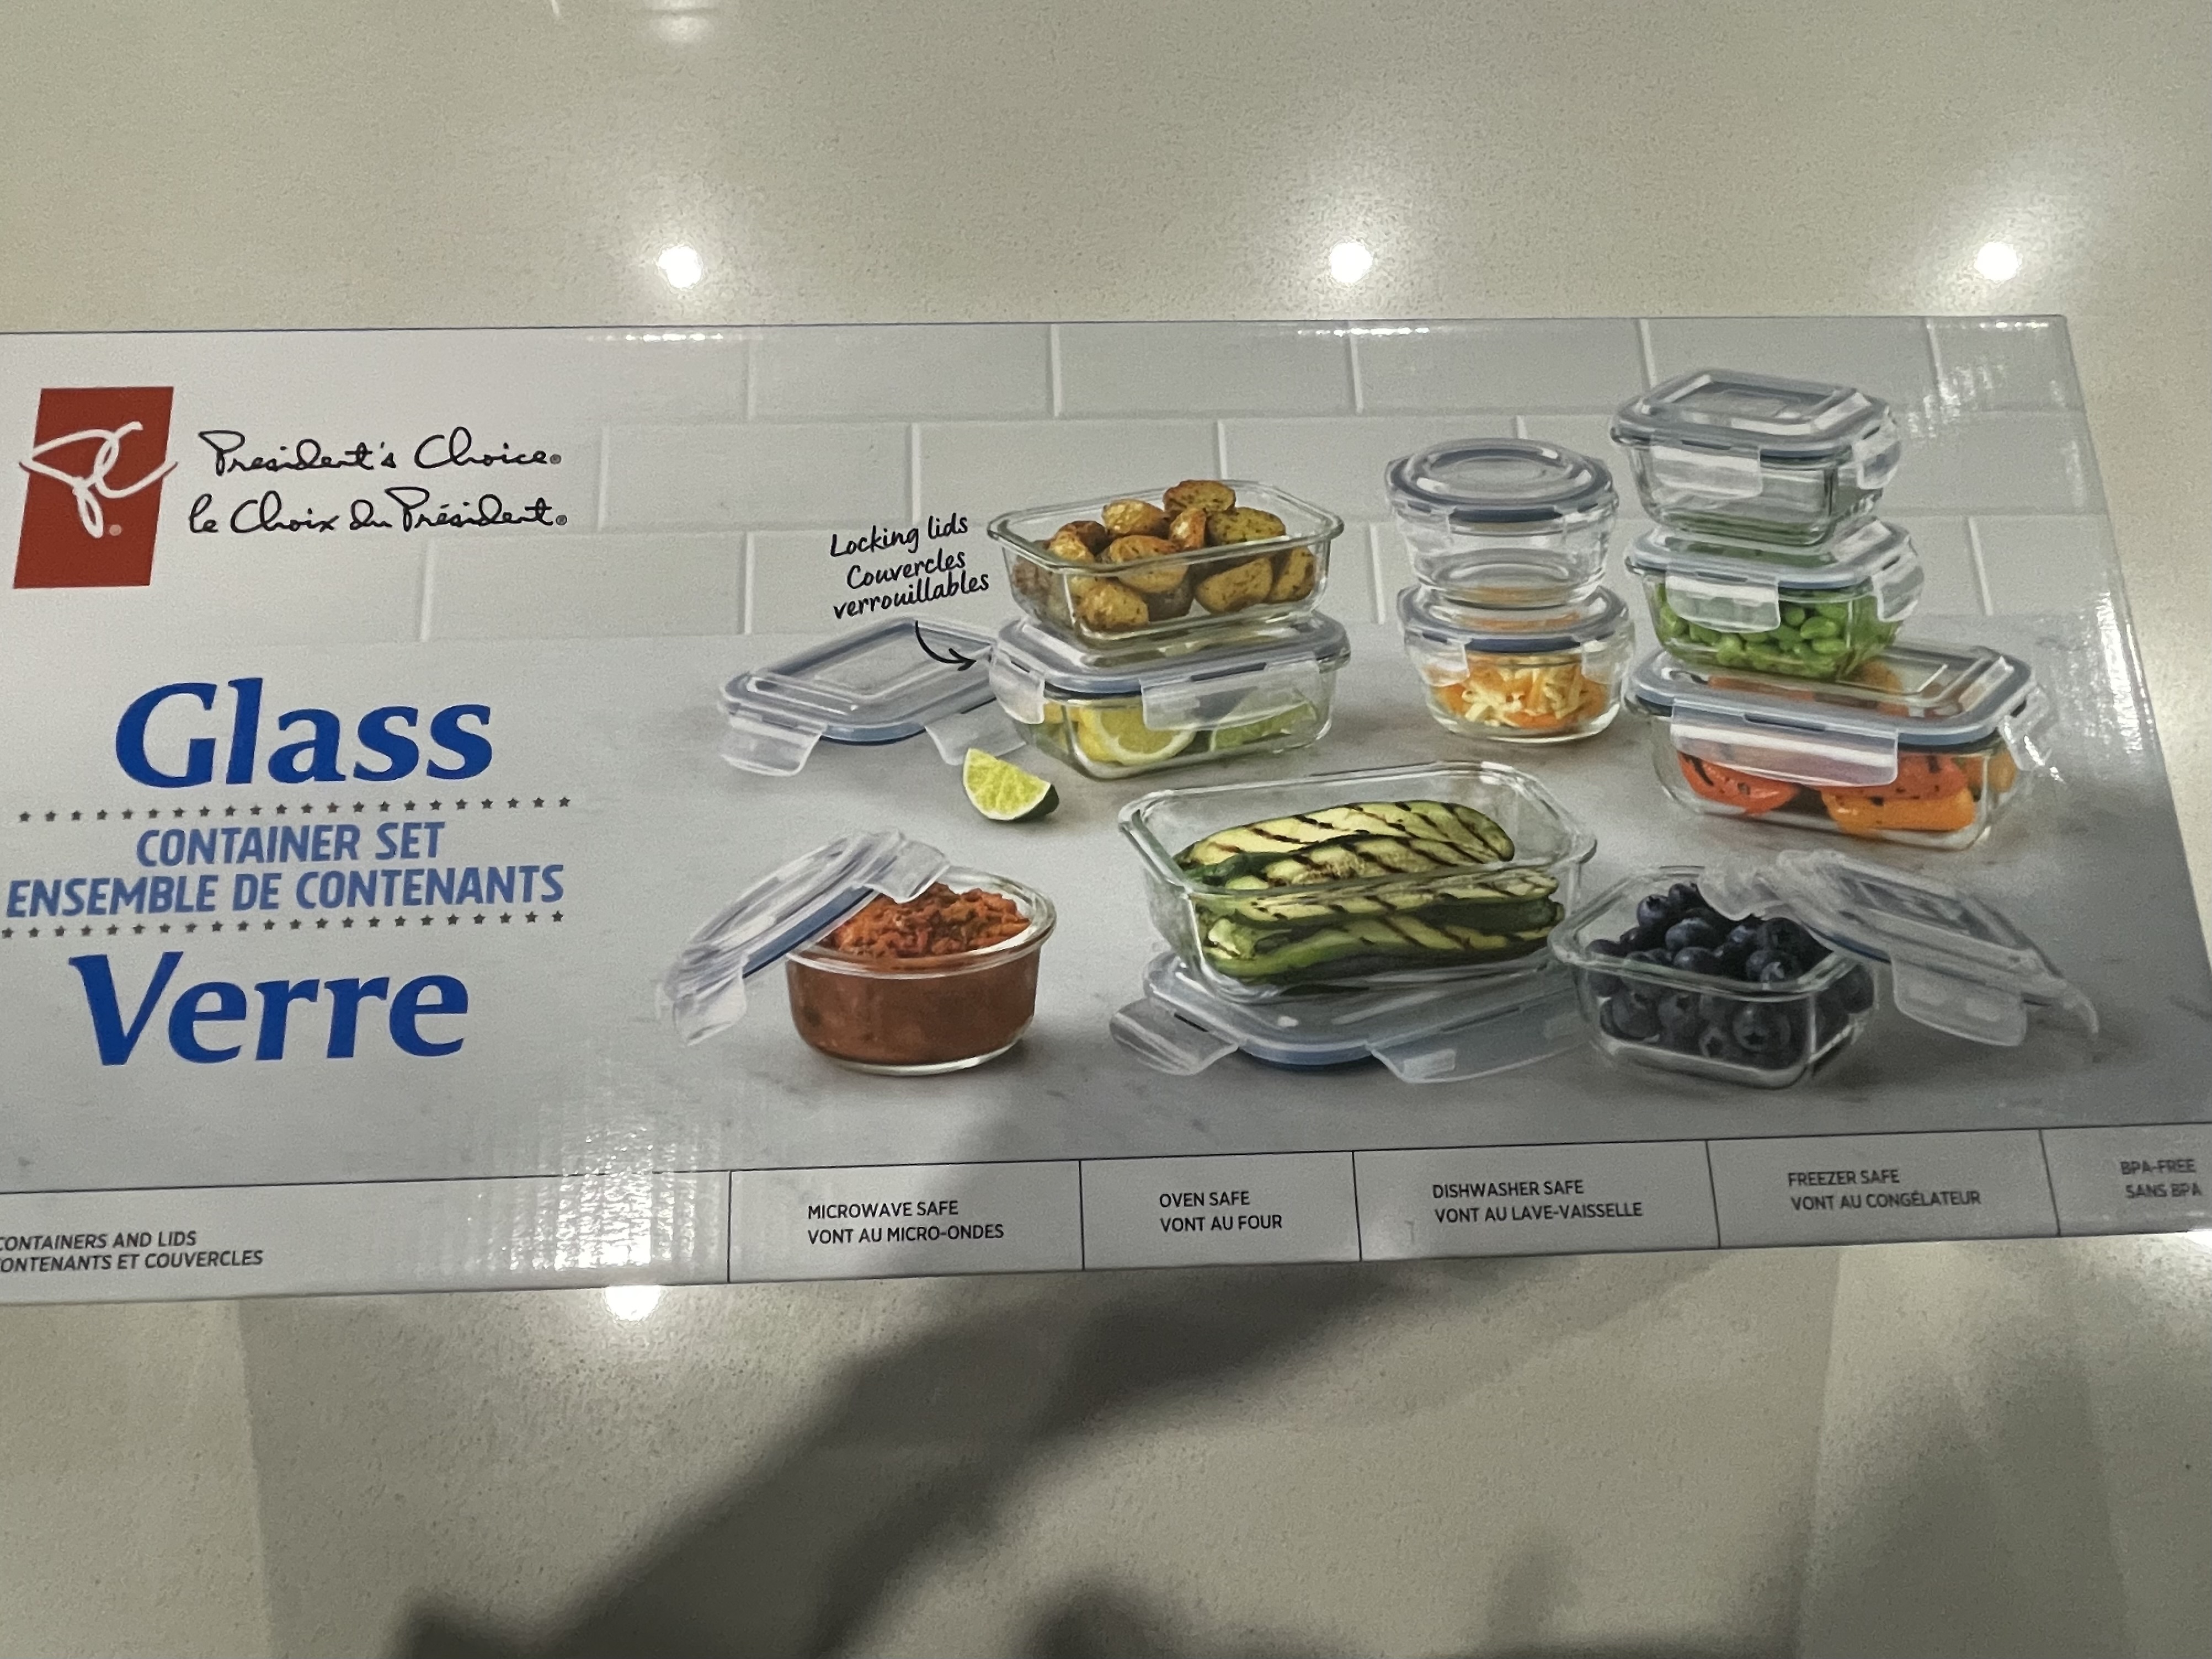 President's Choice®
le Choix du Président®
Locking lids
Couvercles
verrouillables
Glass
CONTAINER SET
ENSEMBLE DE CONTENANTS
Verre
CONTAINERS AND LIDS
CONTENANTS ET COUVERCLES
MICROWAVE SAFE
VONT AU MICRO-ONDES
OVEN SAFE
VONT AU FOUR
DISHWASHER SAFE
VONT AU LAVE-VAISSELLE
FREEZER SAFE
VONT AU CONGÉLATEUR
BPA-FREE
SANS BPA